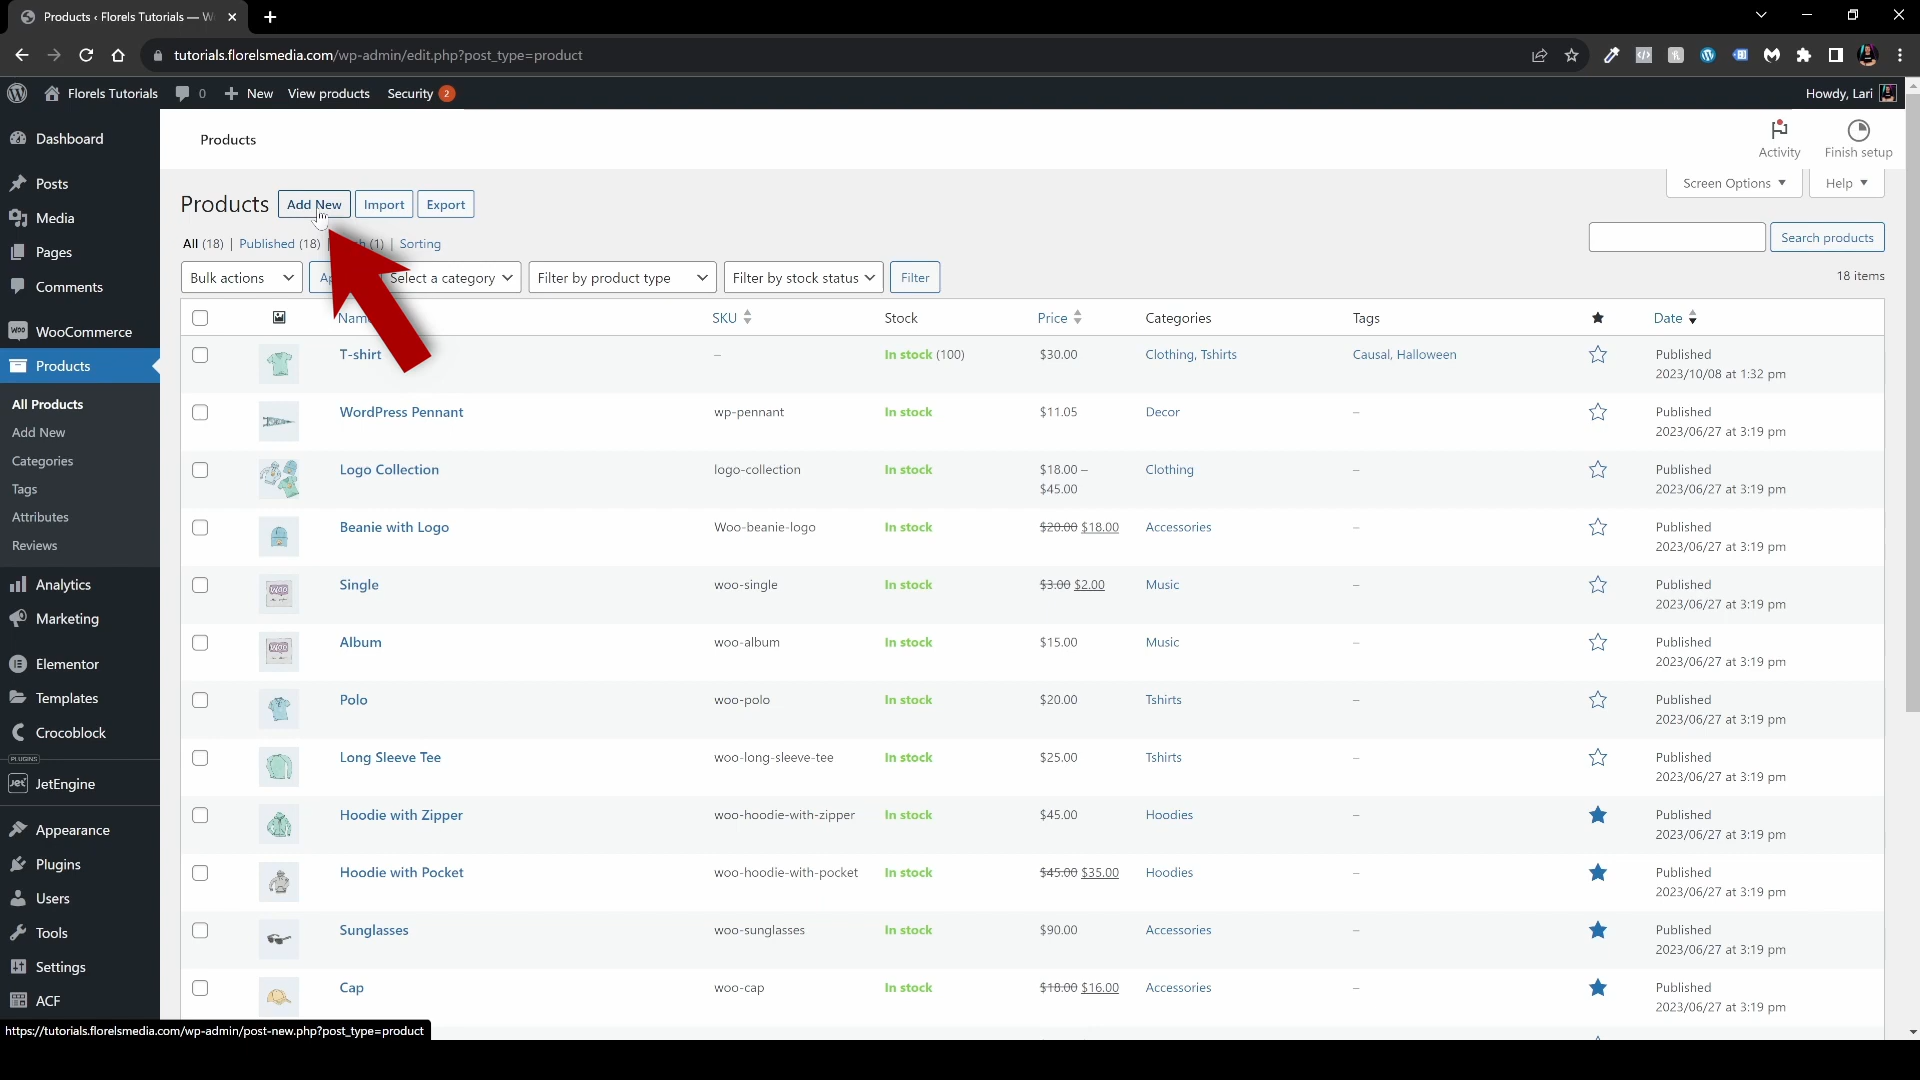 Products ‹ Florels Tutorials — W
tutorials.florelsmedia.com/wp-admin/edit.php?post_type=product
Florels Tutorials 0 New View products Security 2 Howdy, Lari
Dashboard
Posts
Media
Pages
Comments
WooCommerce
Products
All Products
Add New
Categories
Tags
Attributes
Reviews
Analytics
Marketing
Elementor
Templates
Crocoblock
PLUGINS
JetEngine
Appearance
Plugins
Users
Tools
Settings
ACF
Products
Activity
Finish setup
Screen Options
Help
Products Add New Import Export
All (18) | Published (18) | (1) | Sorting
Search products
Bulk actions Select a category Filter by product type Filter by stock status Filter
18 items
SKU Stock Price Categories Tags Date
T-shirt – In stock (100) $30.00 Clothing, Tshirts Causal, Halloween Published
2023/10/08 at 1:32 pm
WordPress Pennant wp-pennant In stock $11.05 Decor – Published
2023/06/27 at 3:19 pm
Logo Collection logo-collection In stock $18.00 – Clothing – Published
$45.00 2023/06/27 at 3:19 pm
Beanie with Logo Woo-beanie-logo In stock $20.00 $18.00 Accessories – Published
2023/06/27 at 3:19 pm
Single woo-single In stock $3.00 $2.00 Music – Published
2023/06/27 at 3:19 pm
Album woo-album In stock $15.00 Music – Published
2023/06/27 at 3:19 pm
Polo woo-polo In stock $20.00 Tshirts – Published
2023/06/27 at 3:19 pm
Long Sleeve Tee woo-long-sleeve-tee In stock $25.00 Tshirts – Published
2023/06/27 at 3:19 pm
Hoodie with Zipper woo-hoodie-with-zipper In stock $45.00 Hoodies – Published
2023/06/27 at 3:19 pm
Hoodie with Pocket woo-hoodie-with-pocket In stock $45.00 $35.00 Hoodies – Published
2023/06/27 at 3:19 pm
Sunglasses woo-sunglasses In stock $90.00 Accessories – Published
2023/06/27 at 3:19 pm
Cap woo-cap In stock $18.00 $16.00 Accessories – Published
2023/06/27 at 3:19 pm
https://tutorials.florelsmedia.com/wp-admin/post-new.php?post_type=product